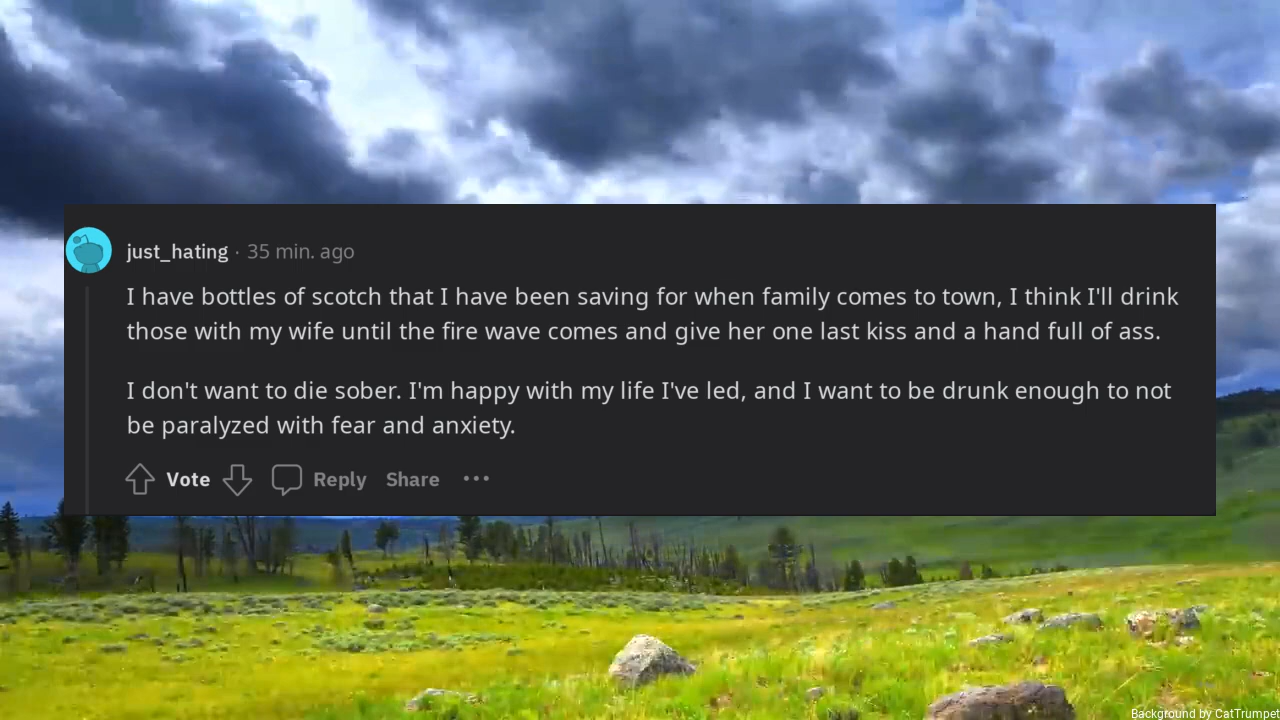 just_hating · 35 min. ago
I have bottles of scotch that I have been saving for when family comes to town, I think I'll drink
those with my wife until the fire wave comes and give her one last kiss and a hand full of ass.
I don't want to die sober. I'm happy with my life I've led, and I want to be drunk enough to not
be paralyzed with fear and anxiety.
Vote Reply Share ···
Background by CatTrumpet